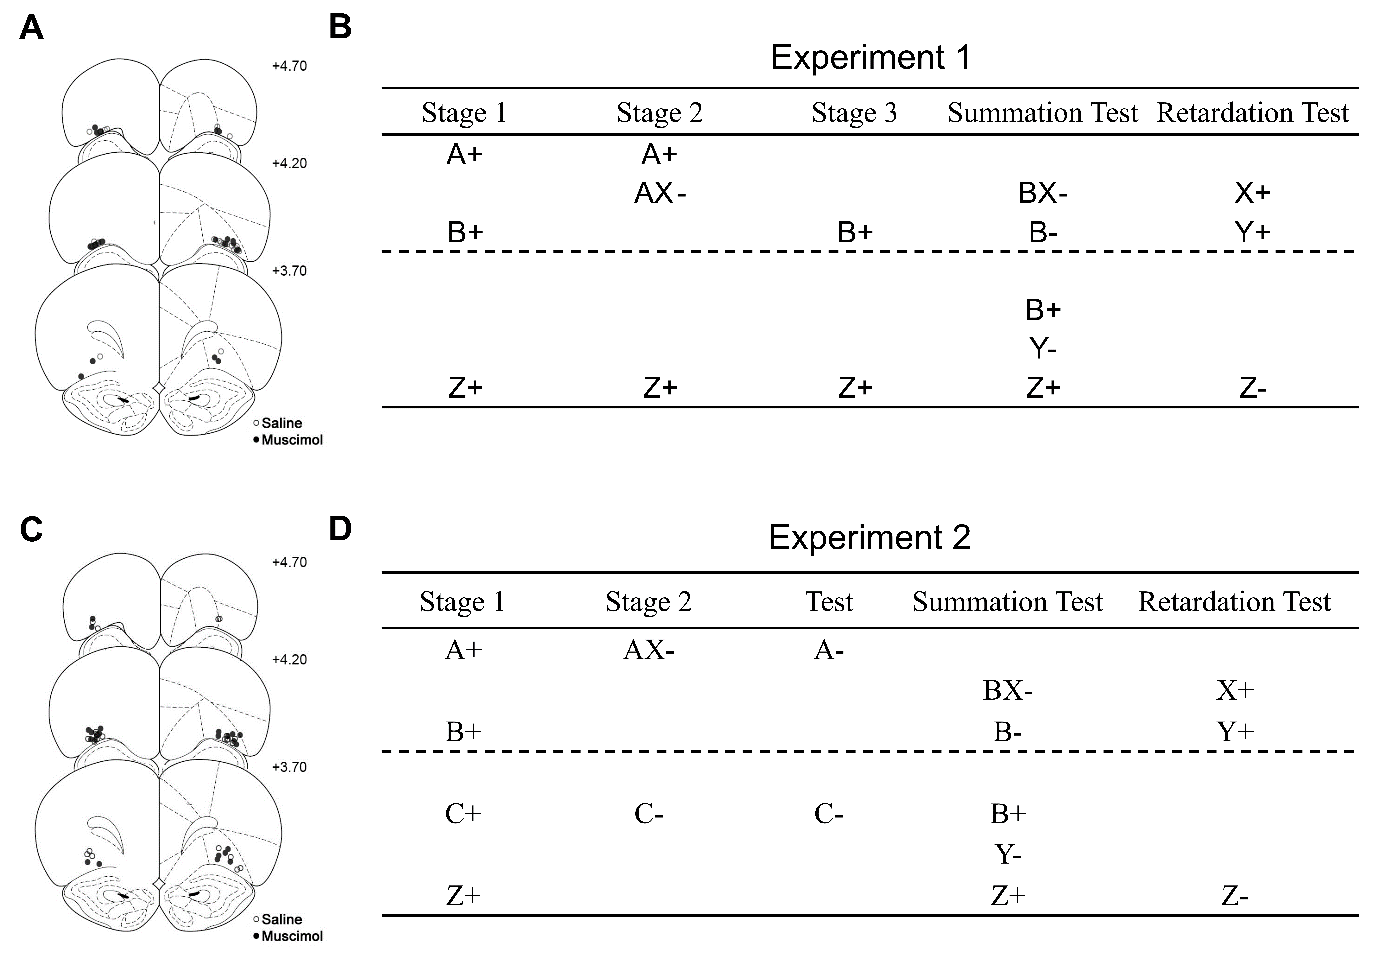 A
B
+4.70
+4.20
+3.70
○ Saline
● Muscimol
Experiment 1
Stage 1 Stage 2 Stage 3 Summation Test Retardation Test
A+ A+
AX- BX- X+
B+ B+ B- Y+
B+
Y-
Z+ Z+ Z+ Z+ Z-
C
D
+4.70
+4.20
+3.70
○ Saline
● Muscimol
Experiment 2
Stage 1 Stage 2 Test Summation Test Retardation Test
A+ AX- A-
BX- X+
B+ B- Y+
C+ C- C- B+
Y-
Z+ Z+ Z-